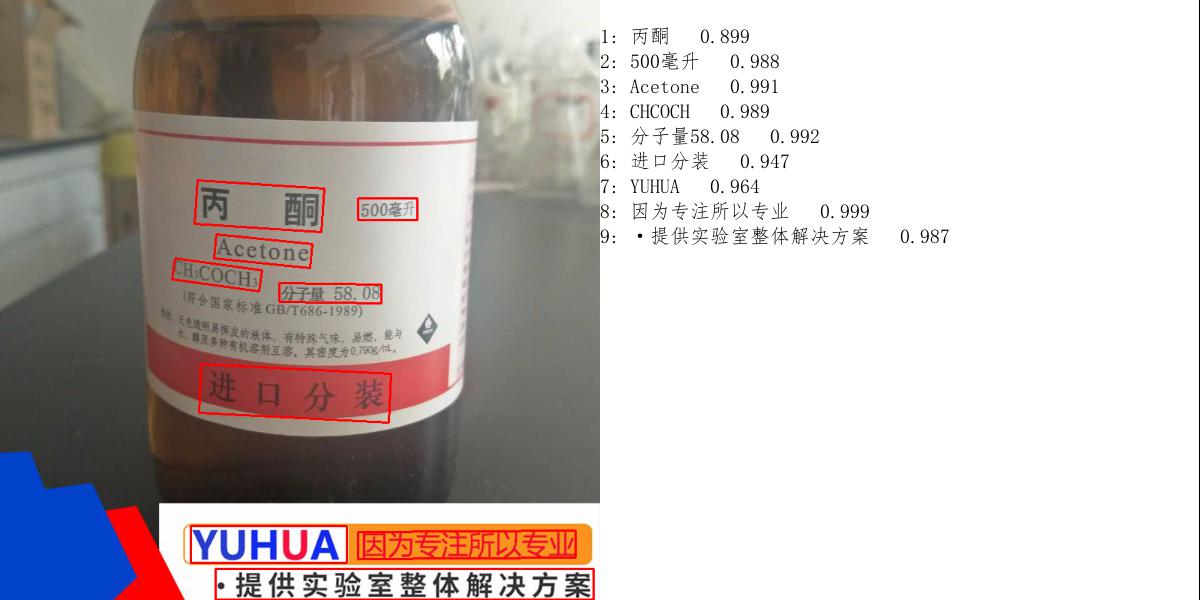 丙酮
500毫升
Acetone
CH₃COCH₃
分子量 58.08
(符合国家标准GB/T686-1989)
无色透明易挥发的液体，有特殊气味，易燃，能与
水、醇及多种有机溶剂互溶。其密度为0.790g/mL。
进口分装
YUHUA 因为专注所以专业
·提供实验室整体解决方案
1: 丙酮 0.899
2: 500毫升 0.988
3: Acetone 0.991
4: CHCOCH 0.989
5: 分子量58.08 0.992
6: 进口分装 0.947
7: YUHUA 0.964
8: 因为专注所以专业 0.999
9: ·提供实验室整体解决方案 0.987